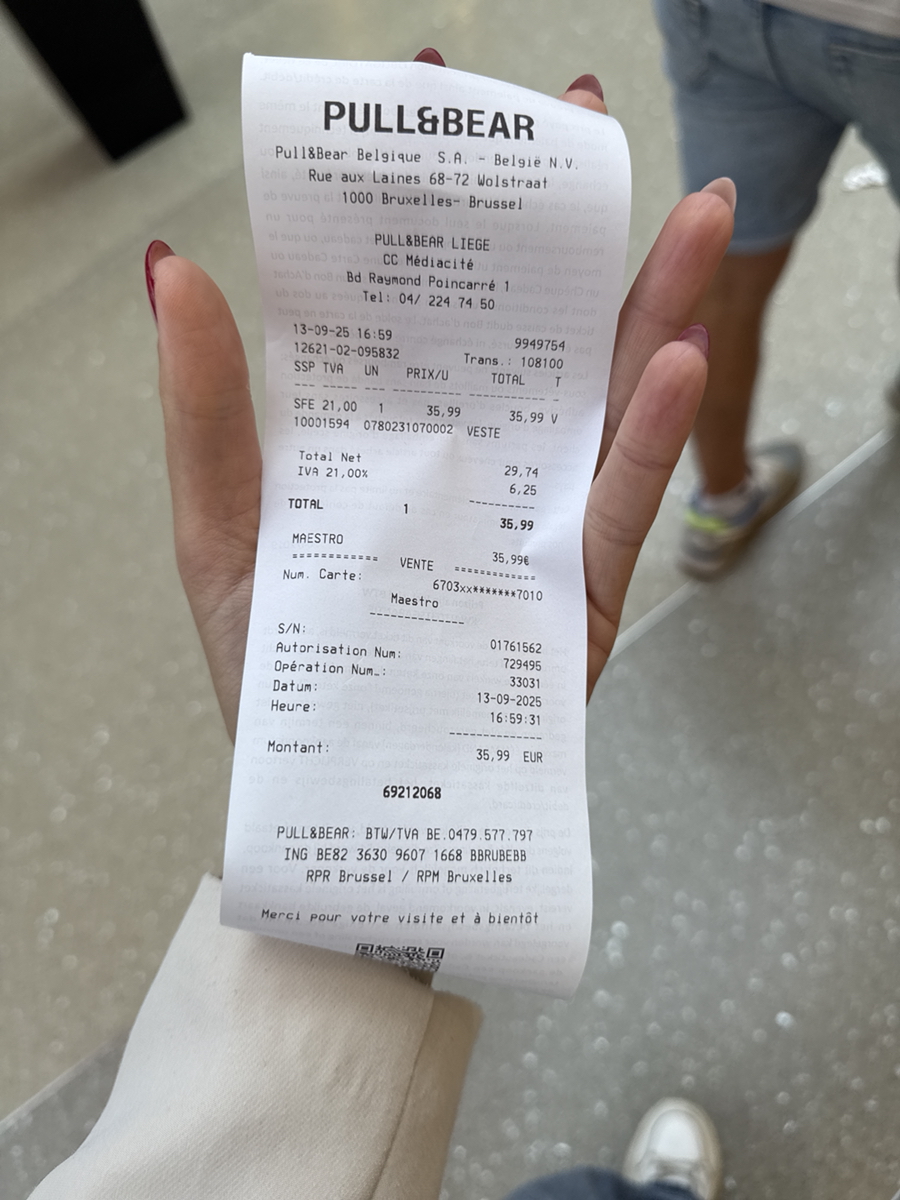 PULL&BEAR
Pull&Bear Belgique S.A. - België N.V.
Rue aux Laines 68-72 Wolstraat
1000 Bruxelles- Brussel
PULL&BEAR LIEGE
CC Médiacité
Bd Raymond Poincarré 1
Tel: 04/ 224 74 50
13-09-25 16:59 9949754
12621-02-095832 Trans.: 108100
SSP TVA UN PRIX/U TOTAL T
--- ----- --- ---------- ----------- -
SFE 21,00 1 35,99 35,99 V
10001594 0780231070002 VESTE
Total Net 29,74
IVA 21,00% 6,25
----------
TOTAL 1 35,99
MAESTRO 35,99€
============ VENTE ============
Num. Carte: 6703xx*******7010
Maestro
--------------
S/N: 01761562
Autorisation Num: 729495
Opération Num_: 33031
Datum: 13-09-2025
Heure: 16:59:31
--------------
Montant: 35,99 EUR
69212068
PULL&BEAR: BTW/TVA BE.0479.577.797
ING BE82 3630 9607 1668 BBRUBEBB
RPR Brussel / RPM Bruxelles
Merci pour votre visite et à bientôt